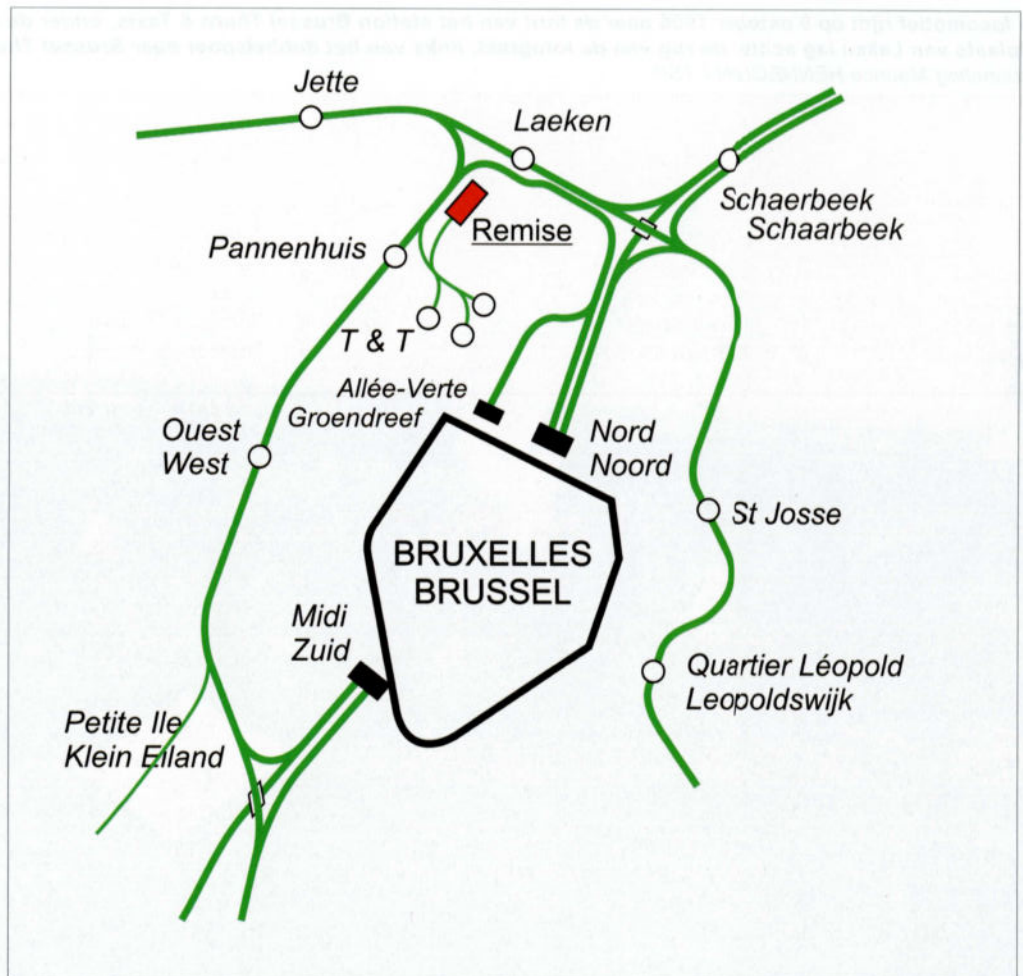 Jette
Laeken
Schaerbeek
Schaarbeek
Remise
Pannenhuis
T & T
Allée-Verte
Groendreef
Nord
Noord
Ouest
West
St Josse
BRUXELLES
BRUSSEL
Midi
Zuid
Quartier Léopold
Leopoldswijk
Petite Ile
Klein Eiland